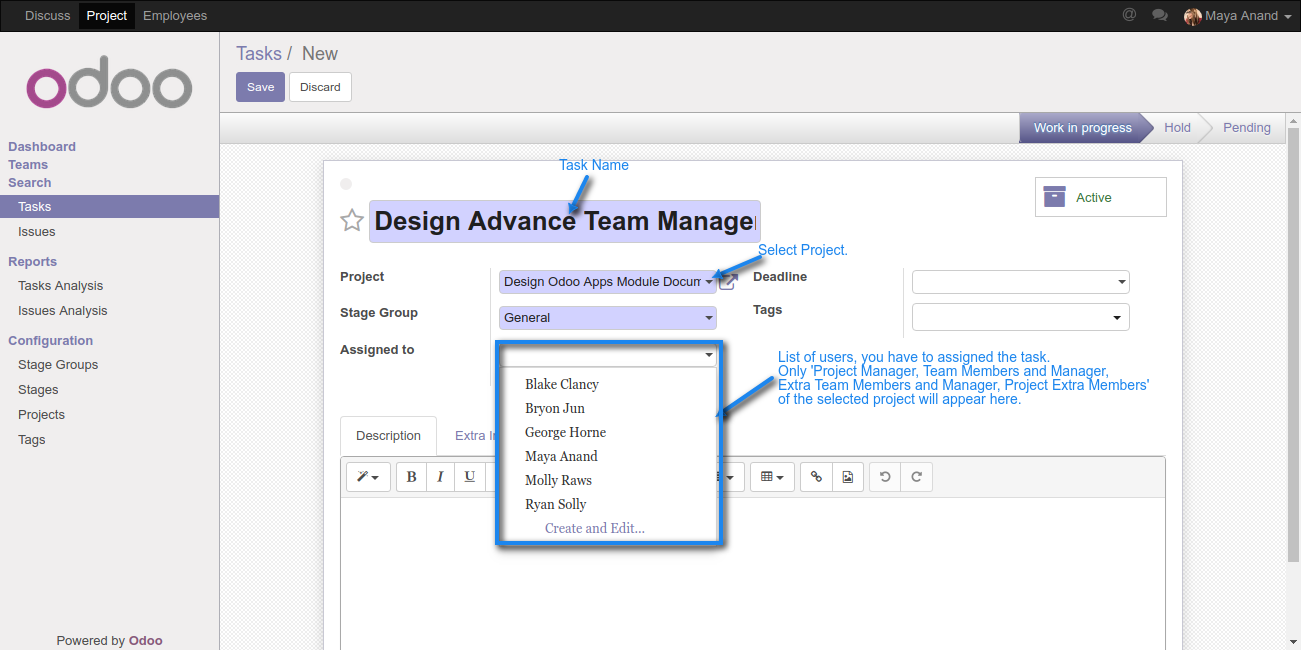 Discuss Project Employees @ Maya Anand
odoo
Tasks / New
Save Discard
Dashboard
Teams
Search
Tasks
Issues
Reports
Tasks Analysis
Issues Analysis
Configuration
Stage Groups
Stages
Projects
Tags
Powered by Odoo
Work in progress Hold Pending
Task Name
Active
Design Advance Team Manage
Select Project.
Project Design Odoo Apps Module Docum
Deadline
Stage Group General
Tags
Assigned to
List of users, you have to assigned the task.
Only 'Project Manager, Team Members and Manager,
Extra Team Members and Manager, Project Extra Members'
of the selected project will appear here.
Blake Clancy
Bryon Jun
George Horne
Maya Anand
Molly Raws
Ryan Solly
Create and Edit...
Description Extra I
B I U